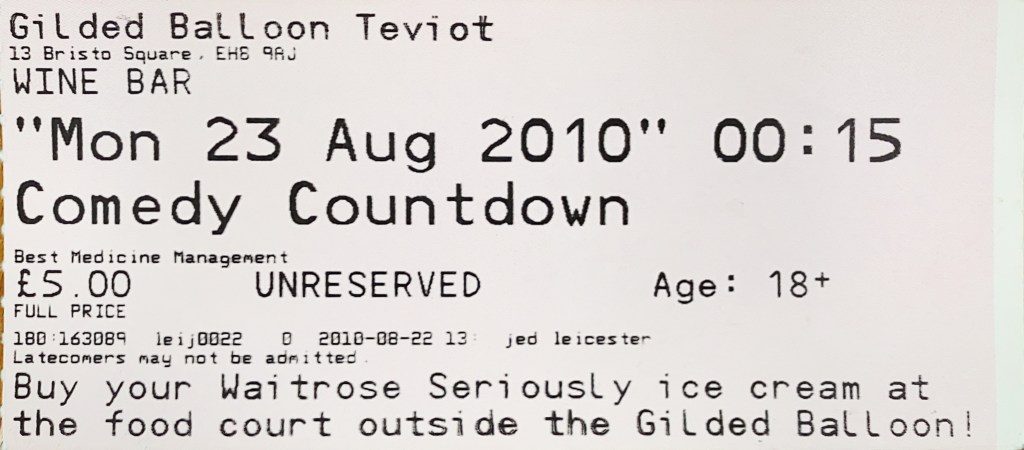 Gilded Balloon Teviot
13 Bristo Square, EH8 9AJ
WINE BAR
"Mon 23 Aug 2010" 00:15
Comedy Countdown
Best Medicine Management
£5.00 UNRESERVED Age: 18+
FULL PRICE
180:163089 leij0022 0 2010-08-22 13: jed leicester
Latecomers may not be admitted.
Buy your Waitrose Seriously ice cream at
the food court outside the Gilded Balloon!